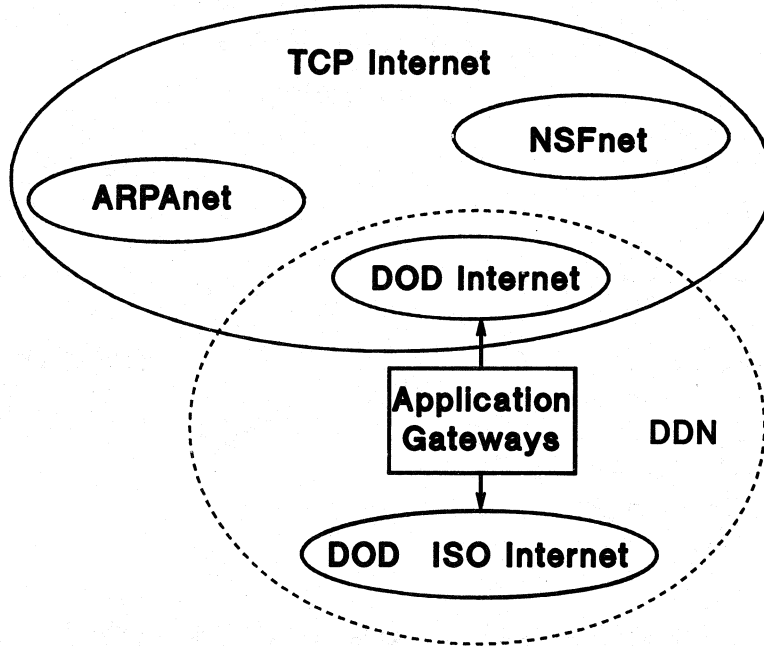 TCP Internet
NSFnet
ARPAnet
DOD Internet
Application
Gateways
DDN
DOD ISO Internet